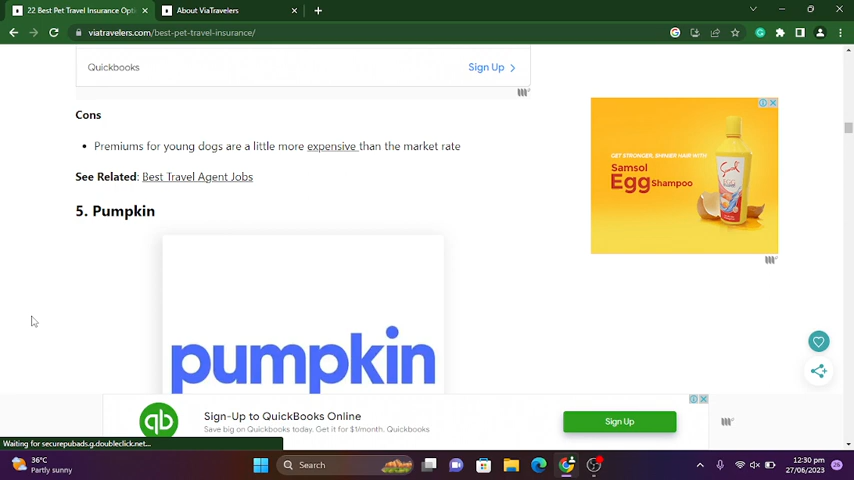 22 Best Pet Travel Insurance Opti
About ViaTravelers
viatravelers.com/best-pet-travel-insurance/
Quickbooks
Sign Up
Cons
• Premiums for young dogs are a little more expensive than the market rate
See Related: Best Travel Agent Jobs
5. Pumpkin
pumpkin
GET STRONGER, SHINIER HAIR WITH
Samsol
Egg Shampoo
qb
Sign-Up to QuickBooks Online
Save big on Quickbooks today. Get it for $1/month. Quickbooks
Sign Up
Waiting for securepubads.g.doubleclick.net...
36°C
Partly sunny
Search
12:30 pm
27/06/2023
26